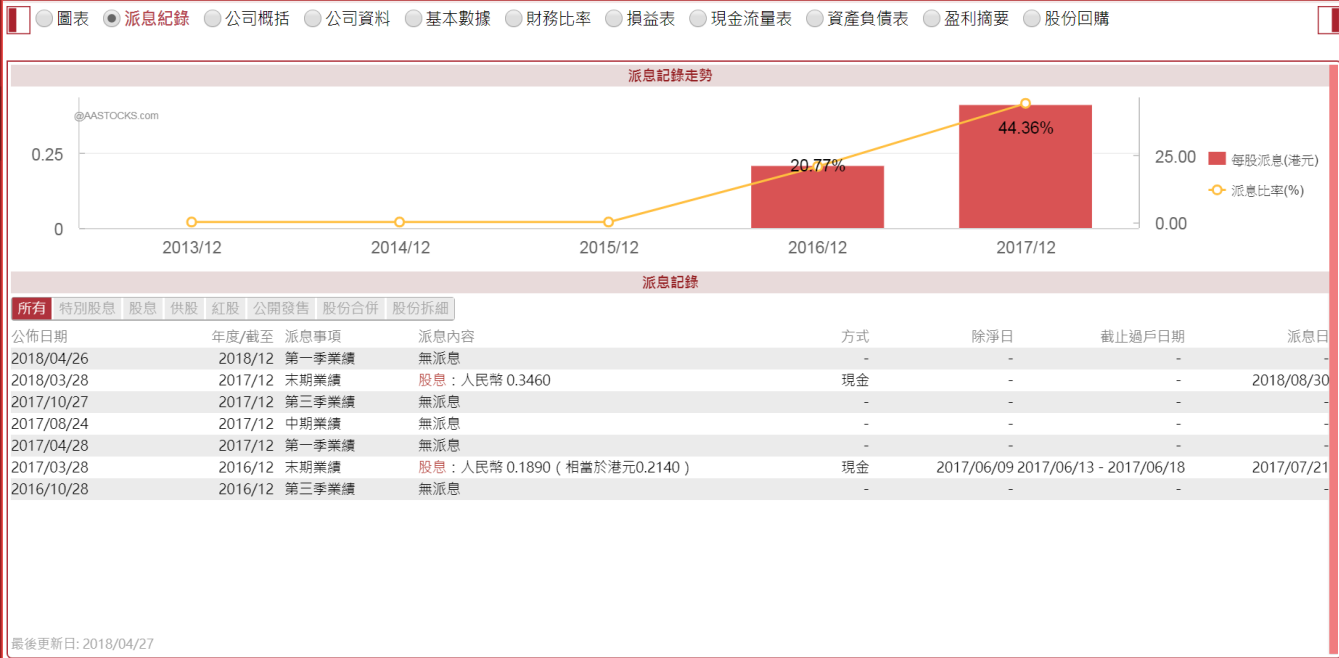 圖表 派息紀錄 公司概括 公司資料 基本數據 財務比率 損益表 現金流量表 資產負債表 盈利摘要 股份回購
派息記錄走勢
@AASTOCKS.com
44.36%
0.25 20.77% 25.00 每股派息(港元)
派息比率(%)
0 0.00
2013/12 2014/12 2015/12 2016/12 2017/12
派息記錄
所有 特別股息 股息 供股 紅股 公開發售 股份合併 股份拆細
公佈日期 年度/截至 派息事項 派息內容 方式 除淨日 截止過戶日期 派息日
2018/04/26 2018/12 第一季業績 無派息 - - - -
2018/03/28 2017/12 末期業績 股息：人民幣 0.3460 現金 - - 2018/08/30
2017/10/27 2017/12 第三季業績 無派息 - - - -
2017/08/24 2017/12 中期業績 無派息 - - - -
2017/04/28 2017/12 第一季業績 無派息 - - - -
2017/03/28 2016/12 末期業績 股息：人民幣 0.1890（相當於港元0.2140） 現金 2017/06/09 2017/06/13 - 2017/06/18 2017/07/21
2016/10/28 2016/12 第三季業績 無派息 - - - -
最後更新日: 2018/04/27